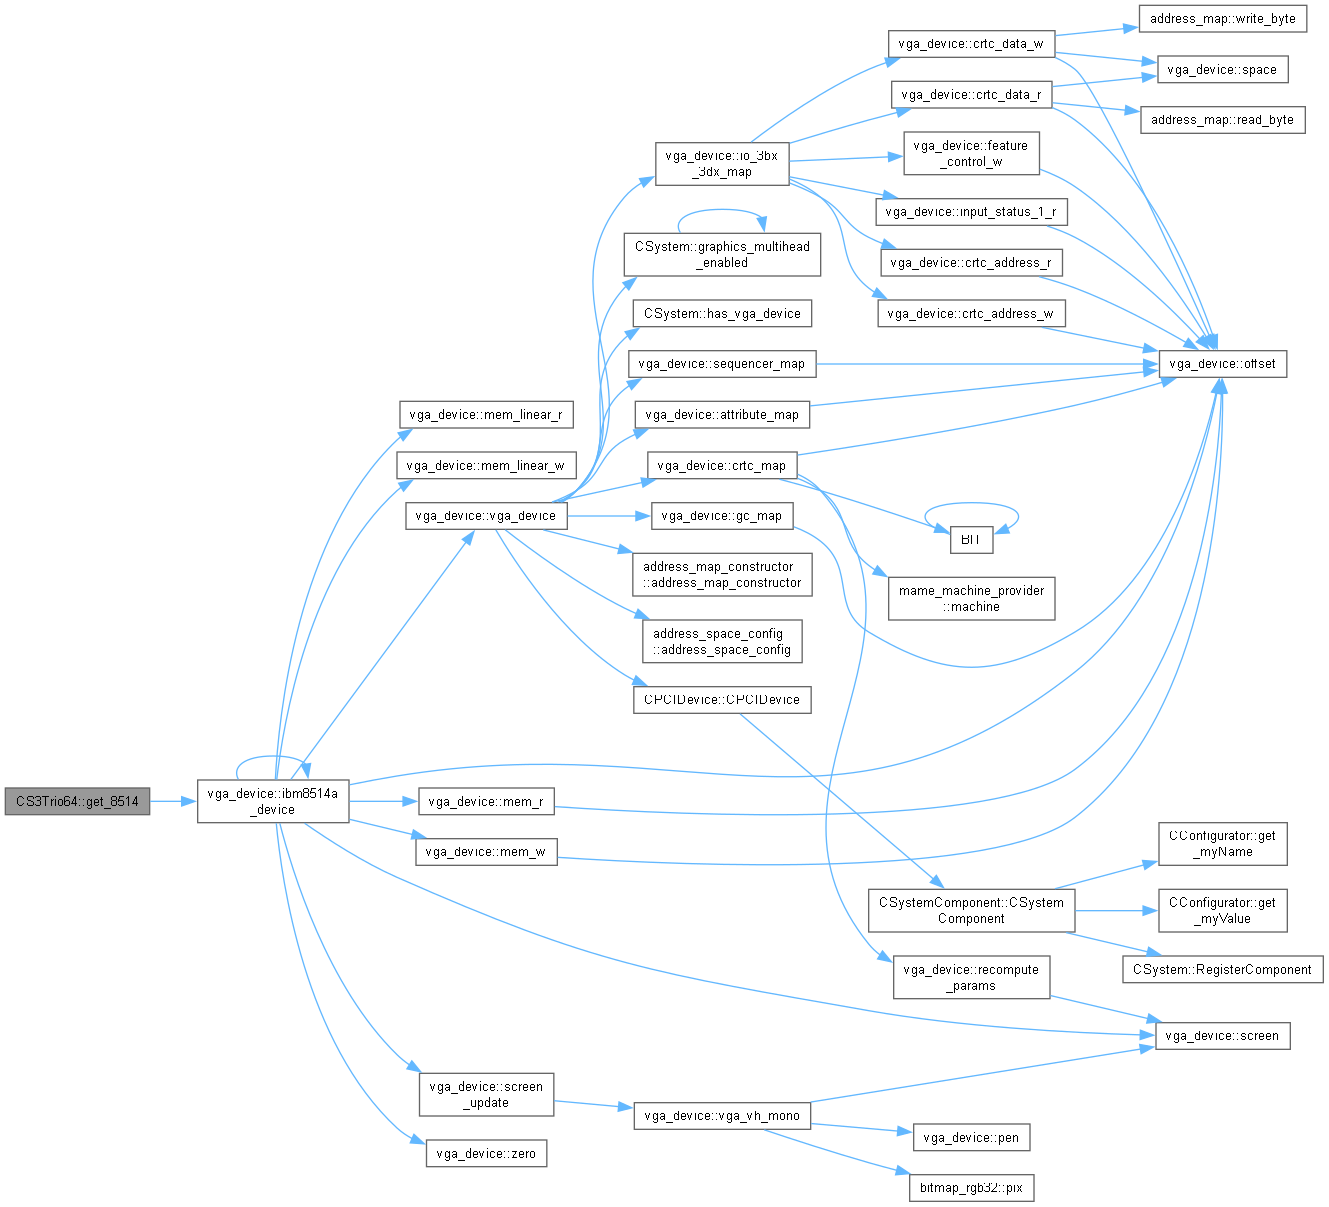 address_map::write_byte
vga_device::crtc_data_w
vga_device::space
vga_device::crtc_data_r
address_map::read_byte
vga_device::feature
_control_w
vga_device::io_3bx
_3dx_map
vga_device::input_status_1_r
CSystem::graphics_multihead
_enabled
vga_device::crtc_address_r
CSystem::has_vga_device
vga_device::crtc_address_w
vga_device::sequencer_map
vga_device::offset
vga_device::mem_linear_r
vga_device::attribute_map
vga_device::mem_linear_w
vga_device::crtc_map
vga_device::vga_device
vga_device::gc_map
BIT
address_map_constructor
::address_map_constructor
mame_machine_provider
::machine
address_space_config
::address_space_config
CPCIDevice::CPCIDevice
CS3Trio64::get_8514
vga_device::ibm8514a
_device
vga_device::mem_r
vga_device::mem_w
CConfigurator::get
_myName
CSystemComponent::CSystem
Component
CConfigurator::get
_myValue
vga_device::recompute
_params
CSystem::RegisterComponent
vga_device::screen
vga_device::screen
_update
vga_device::vga_vh_mono
vga_device::pen
vga_device::zero
bitmap_rgb32::pix